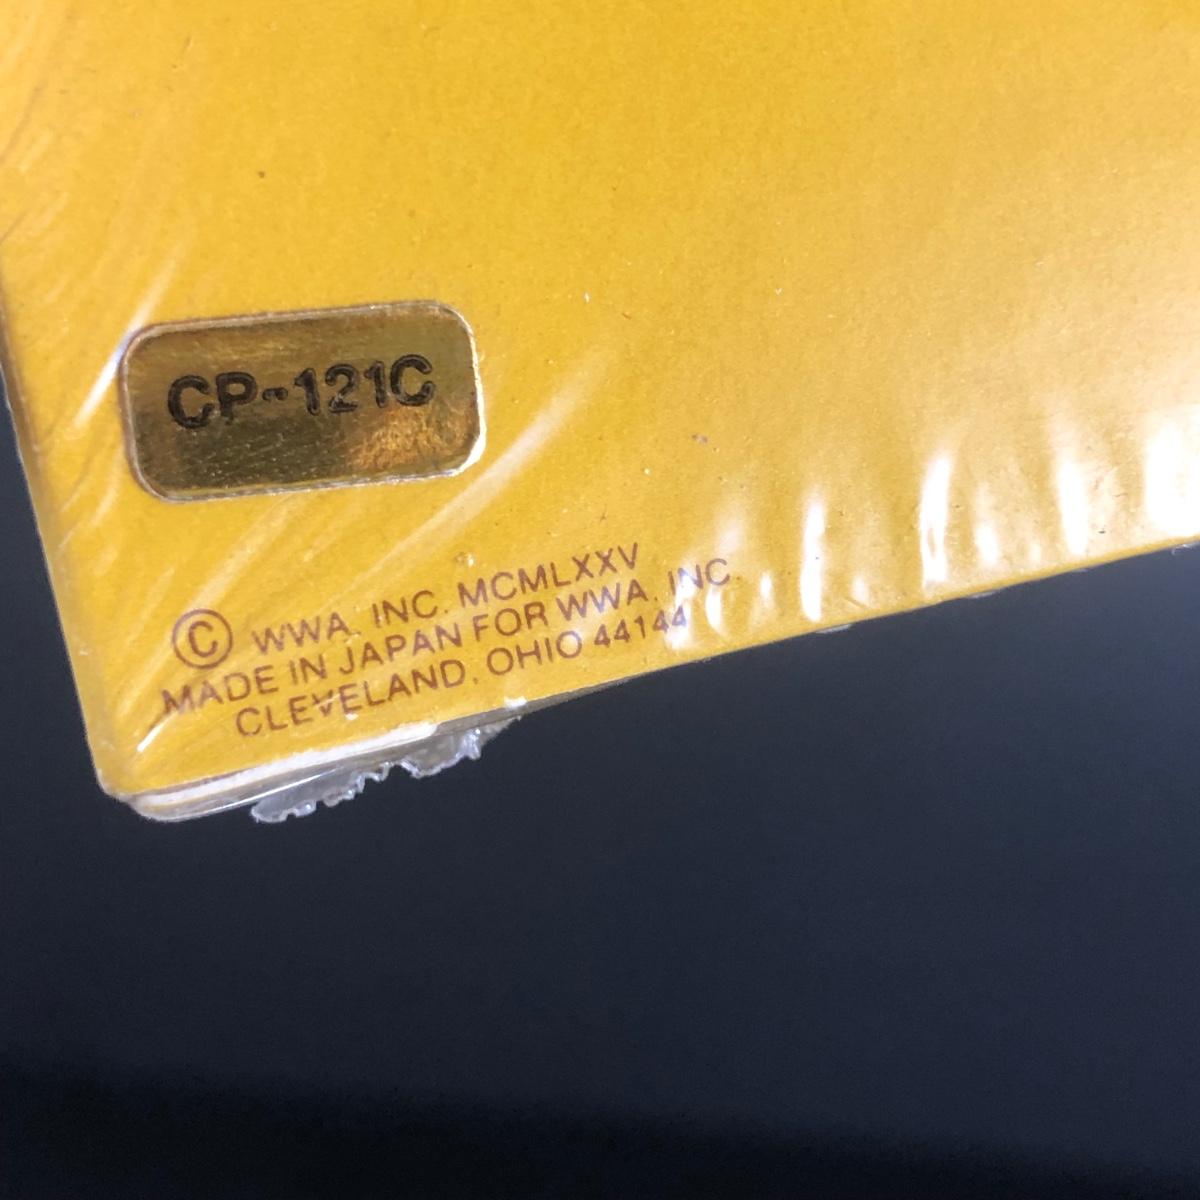 CP-121C
© WWA. INC. MCMLXXV
MADE IN JAPAN FOR WWA. INC.
CLEVELAND, OHIO 44144